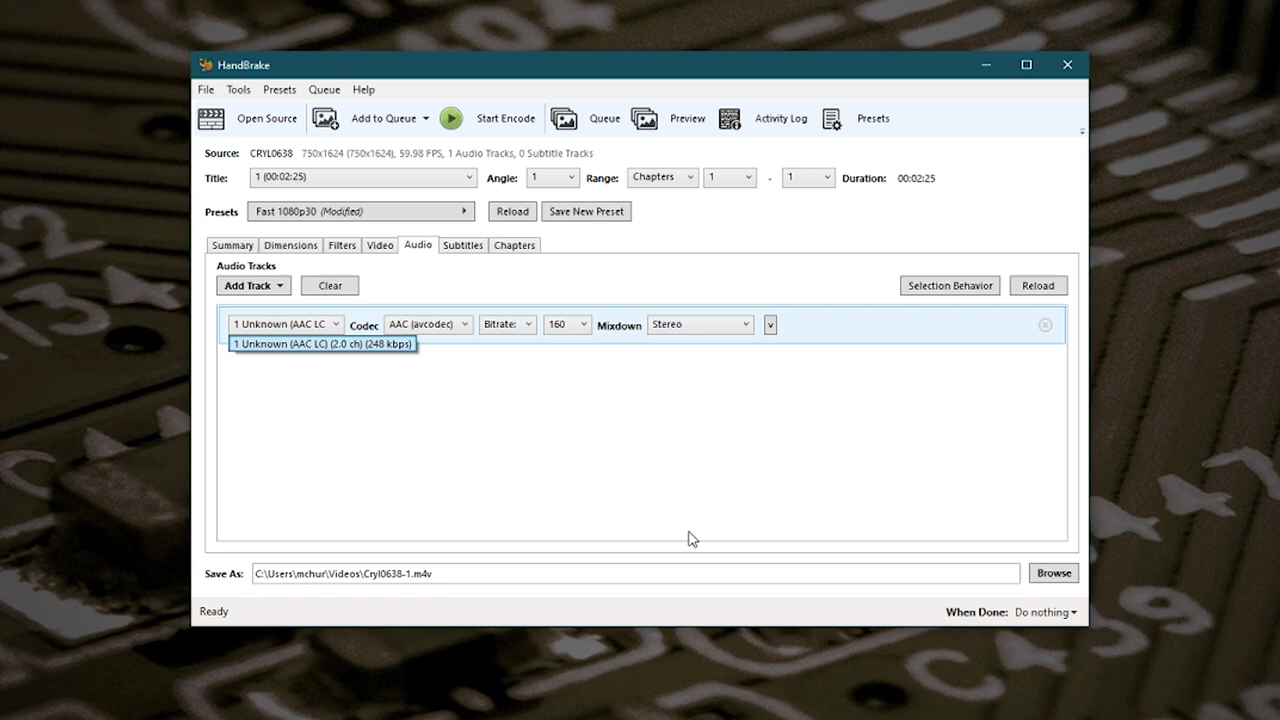 HandBrake
File Tools Presets Queue Help
Open Source Add to Queue Start Encode Queue Preview Activity Log Presets
Source: CRYL0638 750x1624 (750x1624), 59.98 FPS, 1 Audio Tracks, 0 Subtitle Tracks
Title: 1 (00:02:25) Angle: 1 Range: Chapters 1 - 1 Duration: 00:02:25
Presets Fast 1080p30 (Modified) Reload Save New Preset
Summary Dimensions Filters Video Audio Subtitles Chapters
Audio Tracks
Add Track Clear Selection Behavior Reload
1 Unknown (AAC LC Codec AAC (avcodec) Bitrate: 160 Mixdown Stereo v
1 Unknown (AAC LC) (2.0 ch) (248 kbps)
Save As: C:\Users\mchur\Videos\Cryl0638-1.m4v Browse
Ready When Done: Do nothing
C439